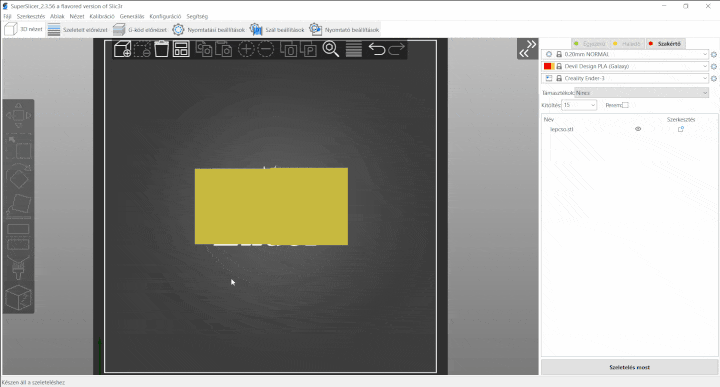 SuperSlicer_2.3.56 a flavored version of Slic3r
Fájl Szerkesztés Ablak Nézet Kalibráció Generálás Konfiguráció Segítség
3D nézet Szeletelt előnézet G-kód előnézet Nyomtatási beállítások Szál beállítások Nyomtató beállítások
Egyszerű Haladó Szakértő
0.20mm NORMAL
Devil Design PLA (Galaxy)
Creality Ender-3
Támasztékok: Nincs
Kitöltés: 15 Perem:
Név Szerkesztés
lepcso.stl
Szeletelés most
Készen áll a szeleteléshez